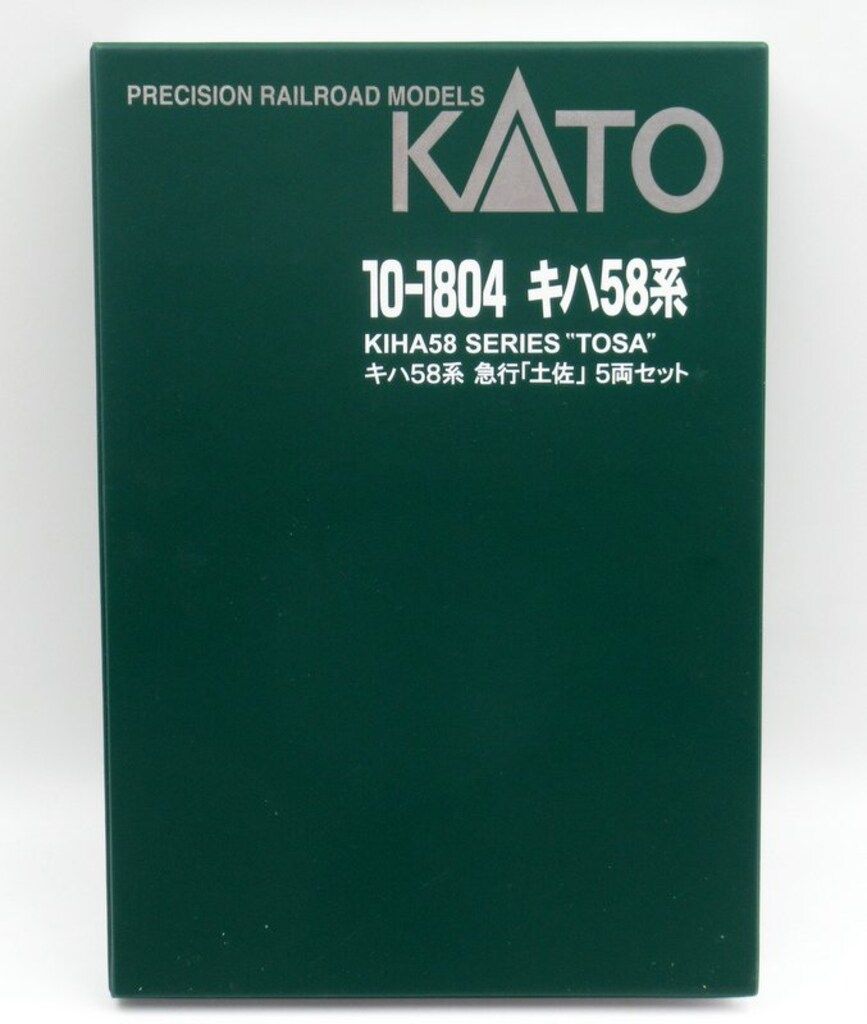 PRECISION RAILROAD MODELS
KATO
10-1804 キハ58系
KIHA58 SERIES "TOSA"
キハ58系 急行「土佐」 5両セット